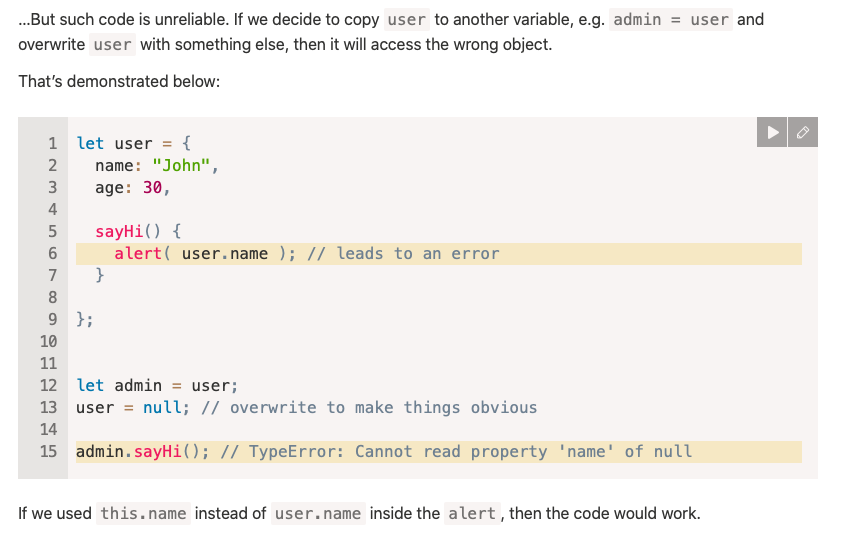 ...But such code is unreliable. If we decide to copy user to another variable, e.g. admin = user and
overwrite user with something else, then it will access the wrong object.
That’s demonstrated below:
1 let user = {
2   name: "John",
3   age: 30,
4
5   sayHi() {
6     alert( user.name ); // leads to an error
7   }
8
9 };
10
11
12 let admin = user;
13 user = null; // overwrite to make things obvious
14
15 admin.sayHi(); // TypeError: Cannot read property 'name' of null
If we used this.name instead of user.name inside the alert, then the code would work.